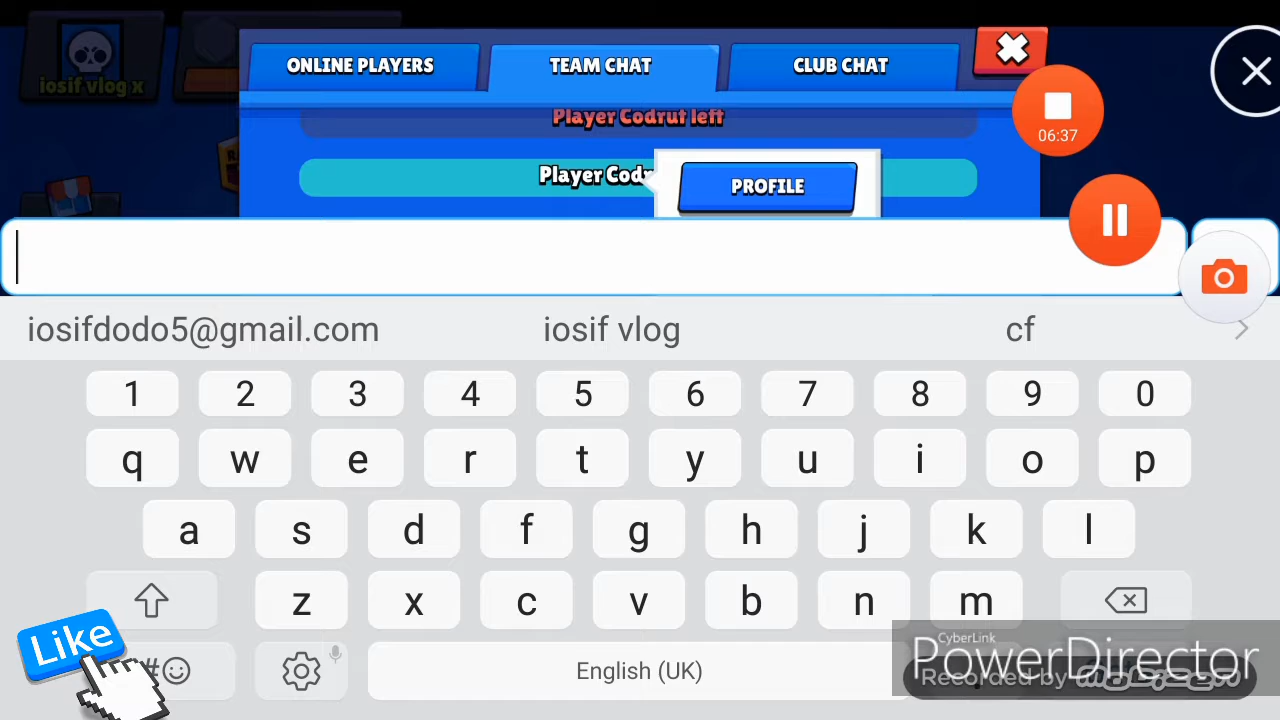 iosif vlog x
ONLINE PLAYERS
TEAM CHAT
CLUB CHAT
Player Codrut left
06:37
Player Codr
PROFILE
iosifdodo5@gmail.com
iosif vlog
cf
1 2 3 4 5 6 7 8 9 0
q w e r t y u i o p
a s d f g h j k l
z x c v b n m
Like
#
English (UK)
CyberLink
PowerDirector
Recorded by